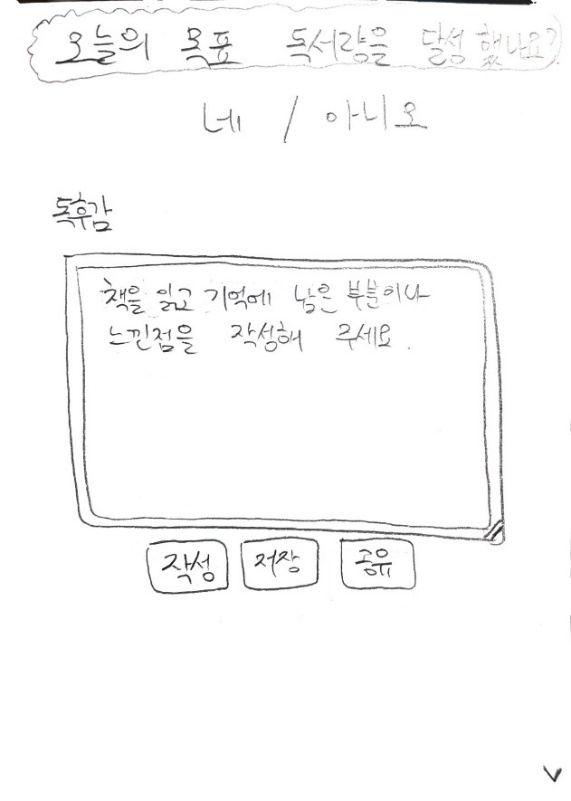 오늘의 목표 독서량을 달성 했나요?
네 / 아니오
독후감
책을 읽고 기억에 남은 부분이나
느낀점을 작성해 주세요.
작성 저장 공유